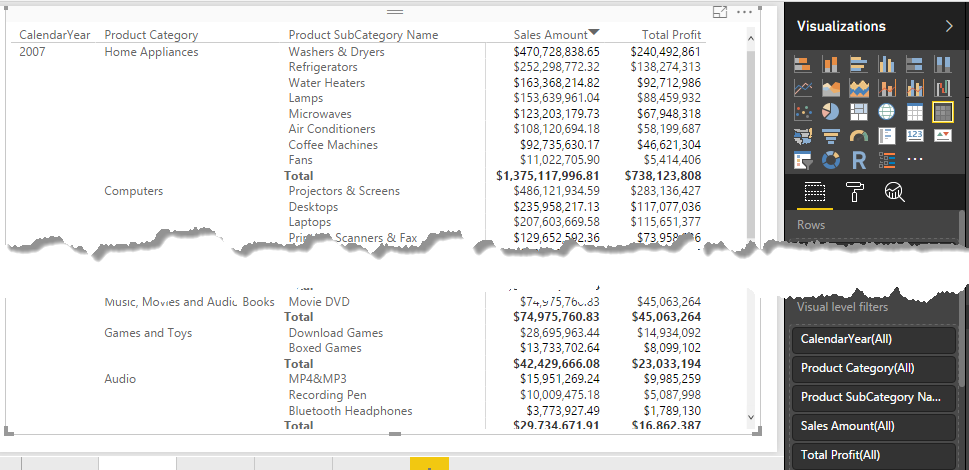 Visualizations
CalendarYear Product Category Product SubCategory Name Sales Amount Total Profit
2007 Home Appliances Washers & Dryers $470,728,838.65 $240,492,861
Refrigerators $252,298,772.32 $138,274,313
Water Heaters $163,368,214.82 $92,712,986
Lamps $153,639,961.04 $88,459,932
Microwaves $123,203,179.73 $67,948,318
Air Conditioners $108,120,694.18 $58,199,687
Coffee Machines $92,735,630.17 $46,621,304
Fans $11,022,705.90 $5,414,406
Total $1,375,117,996.81 $738,123,808
Computers Projectors & Screens $486,121,934.59 $283,136,427
Desktops $235,958,217.13 $117,077,036
Laptops $207,603,669.58 $115,651,377
Scanners & Fax $129,652,592.36
Music, Movies and Audio Books Movie DVD $74,975,760.83 $45,063,264
Total $74,975,760.83 $45,063,264
Games and Toys Download Games $28,695,963.44 $14,934,092
Boxed Games $13,733,702.64 $8,099,102
Total $42,429,666.08 $23,033,194
Audio MP4&MP3 $15,951,269.24 $9,985,259
Recording Pen $10,009,475.18 $5,087,998
Bluetooth Headphones $3,773,927.49 $1,789,130
Total $29,734,671.91 $16,862,387
123
R
Rows
Visual level filters
CalendarYear(All)
Product Category(All)
Product SubCategory Na...
Sales Amount(All)
Total Profit(All)